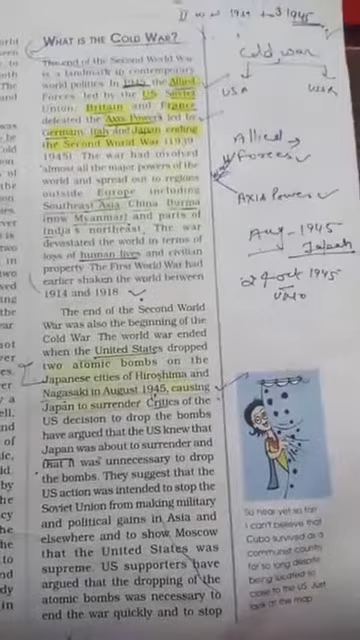 II w w 1939 → 3 1945
WHAT IS THE COLD WAR?
The end of the Second World War
is a landmark in contemporary
world politics. In 1945, the Allied
Forces, led by the US, Soviet
Union, Britain and France
defeated the Axis Powers led by
Germany, Italy and Japan, ending
the Second World War (1939-
1945). The war had involved
almost all the major powers of the
world and spread out to regions
outside Europe including
Southeast Asia, China, Burma
(now Myanmar) and parts of
India's northeast. The war
devastated the world in terms of
loss of human lives and civilian
property. The First World War had
earlier shaken the world between
1914 and 1918.
The end of the Second World
War was also the beginning of the
Cold War. The world war ended
when the United States dropped
two atomic bombs on the
Japanese cities of Hiroshima and
Nagasaki in August 1945, causing
Japan to surrender. Critics of the
US decision to drop the bombs
have argued that the US knew that
Japan was about to surrender and
that it was unnecessary to drop
the bombs. They suggest that the
US action was intended to stop the
Soviet Union from making military
and political gains in Asia and
elsewhere and to show Moscow
that the United States was
supreme. US supporters have
argued that the dropping of the
atomic bombs was necessary to
end the war quickly and to stop
Cold war
USA USSR
Allied
Forces
AXIA Powers
Aug - 1945
Japan
24 oct 1945
UNO
So near yet so far!
I can't believe that
Cuba survived as a
communist country
for so long despite
being located so
close to the US. Just
look at the map.